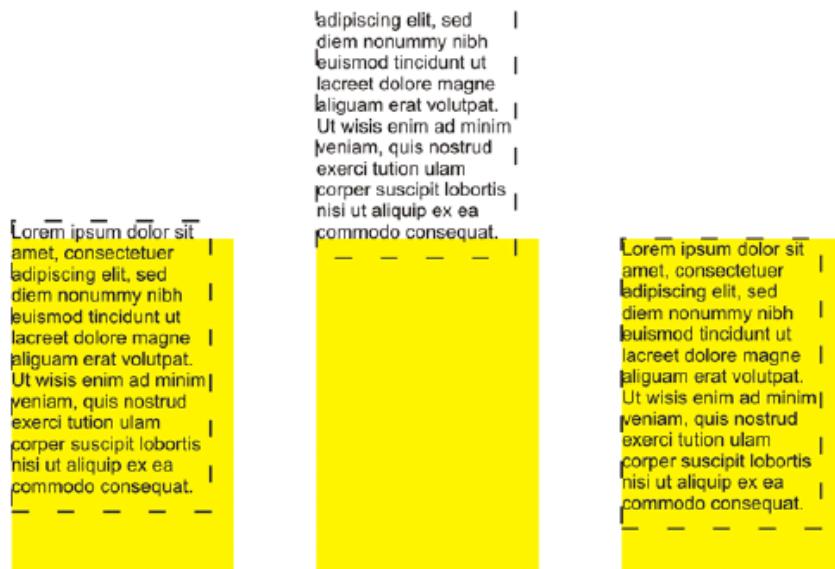 Lorem ipsum dolor sit
amet, consectetuer
adipiscing elit, sed
diem nonummy nibh
euismod tincidunt ut
lacreet dolore magne
aliguam erat volutpat.
Ut wisis enim ad minim
veniam, quis nostrud
exerci tution ulam
corper suscipit lobortis
nisi ut aliquip ex ea
commodo consequat.
adipiscing elit, sed
diem nonummy nibh
euismod tincidunt ut
lacreet dolore magne
aliguam erat volutpat.
Ut wisis enim ad minim
veniam, quis nostrud
exerci tution ulam
corper suscipit lobortis
nisi ut aliquip ex ea
commodo consequat.
Lorem ipsum dolor sit
amet, consectetuer
adipiscing elit, sed
diem nonummy nibh
euismod tincidunt ut
lacreet dolore magne
aliguam erat volutpat.
Ut wisis enim ad minim
veniam, quis nostrud
exerci tution ulam
corper suscipit lobortis
nisi ut aliquip ex ea
commodo consequat.